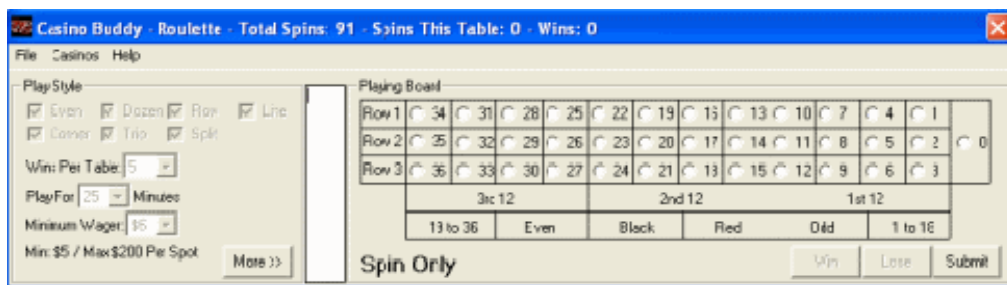 Casino Buddy - Roulette - Total Spins: 91 - Spins This Table: 0 - Wins: 0
File Casinos Help
Play Style
Even Dozen Row Line
Corner Trip Split
Wins Per Table: 5
Play For 25 Minutes
Minimum Wager: $5
Min: $5 / Max $200 Per Spot
More >>
Playing Board
Row 1 34 31 28 25 22 19 16 13 10 7 4 1
Row 2 35 32 29 26 23 20 17 14 11 8 5 2 0
Row 3 36 33 30 27 24 21 18 15 12 9 6 3
3rd 12 2nd 12 1st 12
19 to 36 Even Black Red Odd 1 to 18
Spin Only
Win Lose Submit